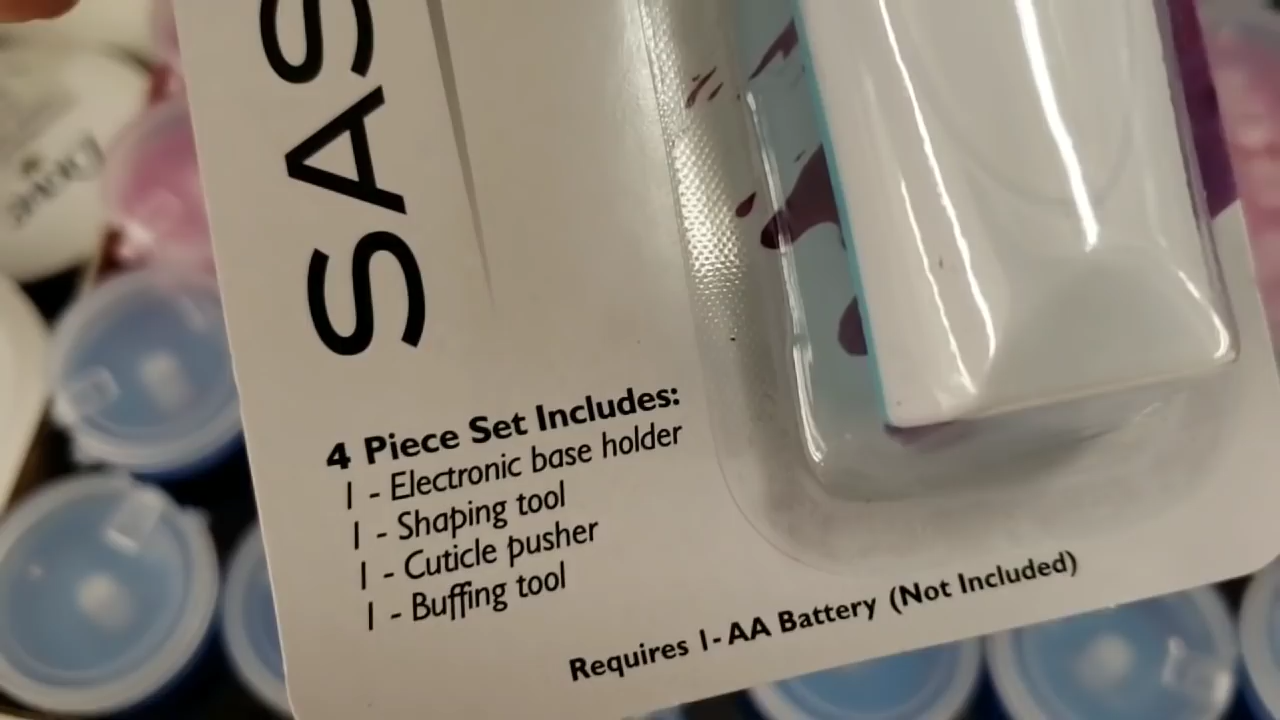 SAS
4 Piece Set Includes:
1 - Electronic base holder
1 - Shaping tool
1 - Cuticle pusher
1 - Buffing tool
Requires 1-AA Battery (Not Included)
Dove